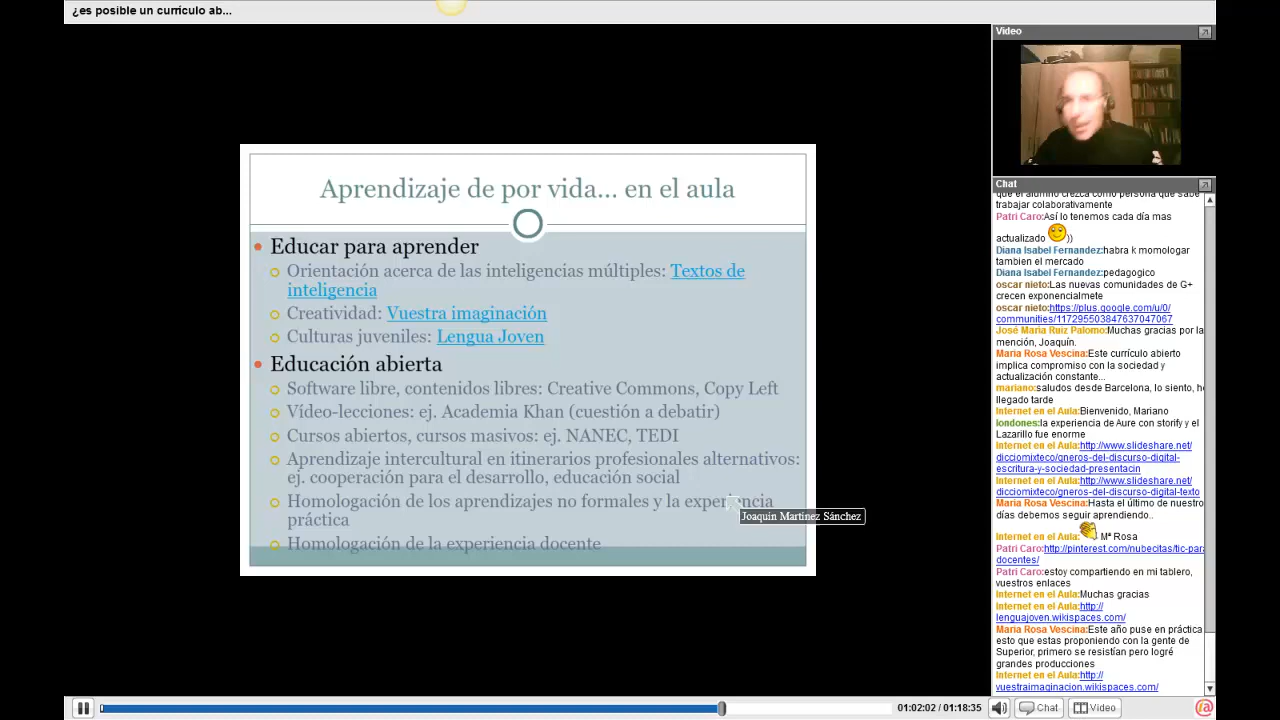 ¿es posible un curriculo ab...
Aprendizaje de por vida... en el aula
Educar para aprender
Orientación acerca de las inteligencias múltiples: Textos de
inteligencia
Creatividad: Vuestra imaginación
Culturas juveniles: Lengua Joven
Educación abierta
Software libre, contenidos libres: Creative Commons, Copy Left
Vídeo-lecciones: ej. Academia Khan (cuestión a debatir)
Cursos abiertos, cursos masivos: ej. NANEC, TEDI
Aprendizaje intercultural en itinerarios profesionales alternativos:
ej. cooperación para el desarrollo, educación social
Homologación de los aprendizajes no formales y la experiencia
práctica
Homologación de la experiencia docente
Joaquín Martínez Sánchez
Video
Chat
que el alumno crezca como persona que sabe
trabajar colaborativamente
Patri Caro:Así lo tenemos cada día mas
actualizado ))
Diana Isabel Fernandez:habra k momologar
tambien el mercado
Diana Isabel Fernandez:pedagogico
oscar nieto:Las nuevas comunidades de G+
crecen exponencialmete
oscar nieto:https://plus.google.com/u/0/
communities/117295503847637047067
José María Ruiz Palomo:Muchas gracias por la
mención, Joaquín.
Maria Rosa Vescina:Este currículo abierto
implica compromiso con la sociedad y
actualización constante...
mariano:saludos desde Barcelona, lo siento, he
llegado tarde
Internet en el Aula:Bienvenido, Mariano
londones:la experiencia de Aure con storify y el
Lazarillo fue enorme
Internet en el Aula:http://www.slideshare.net/
dicciomixteco/gneros-del-discurso-digital-
escritura-y-sociedad-presentacin
Internet en el Aula:http://www.slideshare.net/
dicciomixteco/gneros-del-discurso-digital-texto
Maria Rosa Vescina:Hasta el último de nuestro
días debemos seguir aprendiendo..
Internet en el Aula: Mª Rosa
Patri Caro:http://pinterest.com/nubecitas/tic-para
docentes/
Patri Caro:estoy compartiendo en mi tablero,
vuestros enlaces
Internet en el Aula:Muchas gracias
Internet en el Aula:http://
lenguajoven.wikispaces.com/
Maria Rosa Vescina:Este año puse en práctica
esto que estas proponiendo con la gente de
Superior, primero se resistían pero logré
grandes producciones
Internet en el Aula:http://
vuestraimaginacion.wikispaces.com/
01:02:02 / 01:18:35
Chat
Video